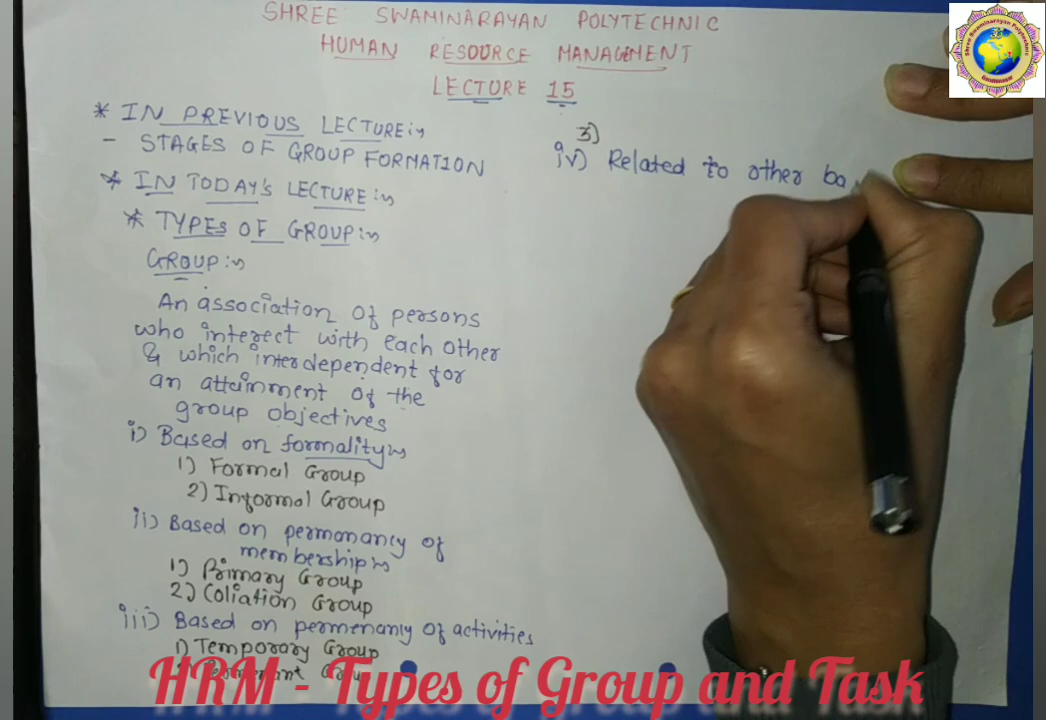 SHREE SWAMINARAYAN POLYTECHNIC
HUMAN RESOURCE MANAGEMENT
LECTURE 15
* IN PREVIOUS LECTURE:~
- STAGES OF GROUP FORMATION
* IN TODAY's LECTURE:~
* TYPES OF GROUP:~
GROUP:~
An association of persons
who interect with each other
& which interdependent for
an attainment of the
group objectives
i) Based on formality~
1) Formal Group
2) Informal Group
ii) Based on permonancy of
membership~
1) Primary Group
2) Coliation Group
iii) Based on permenancy of activities
1) Temporary Group
3)
iv) Related to other ba
HRM - Types of Group and Task
Shree Swaminarayan Polytechnic